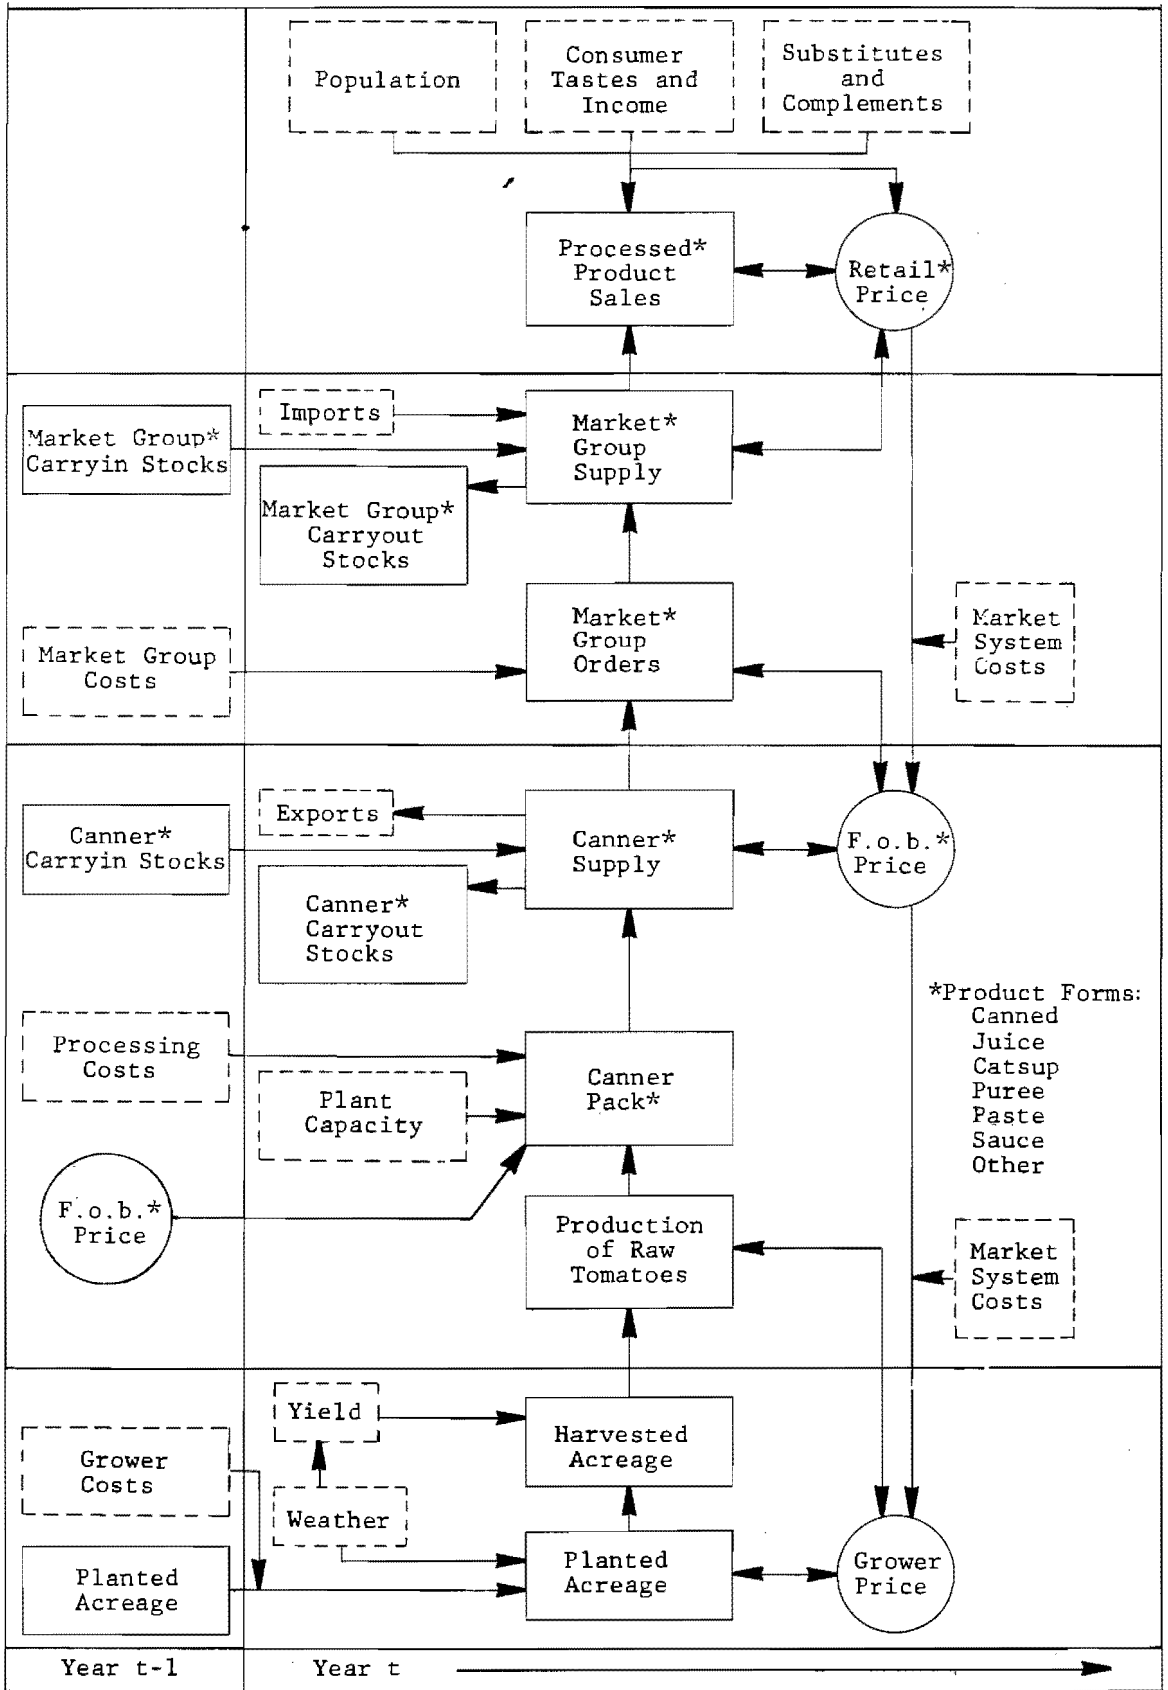 Population
Consumer
Tastes and
Income
Substitutes
and
Complements
Processed*
Product
Sales
Retail*
Price
Imports
Market Group*
Carryin Stocks
Market*
Group
Supply
Market Group*
Carryout
Stocks
Market Group
Costs
Market*
Group
Orders
Market
System
Costs
Exports
Canner*
Carryin Stocks
Canner*
Supply
F.o.b.*
Price
Canner*
Carryout
Stocks
*Product Forms:
Canned
Juice
Catsup
Puree
Paste
Sauce
Other
Processing
Costs
Plant
Capacity
Canner
Pack*
F.o.b.*
Price
Production
of Raw
Tomatoes
Market
System
Costs
Yield
Harvested
Acreage
Grower
Costs
Weather
Planted
Acreage
Planted
Acreage
Grower
Price
Year t-1
Year t